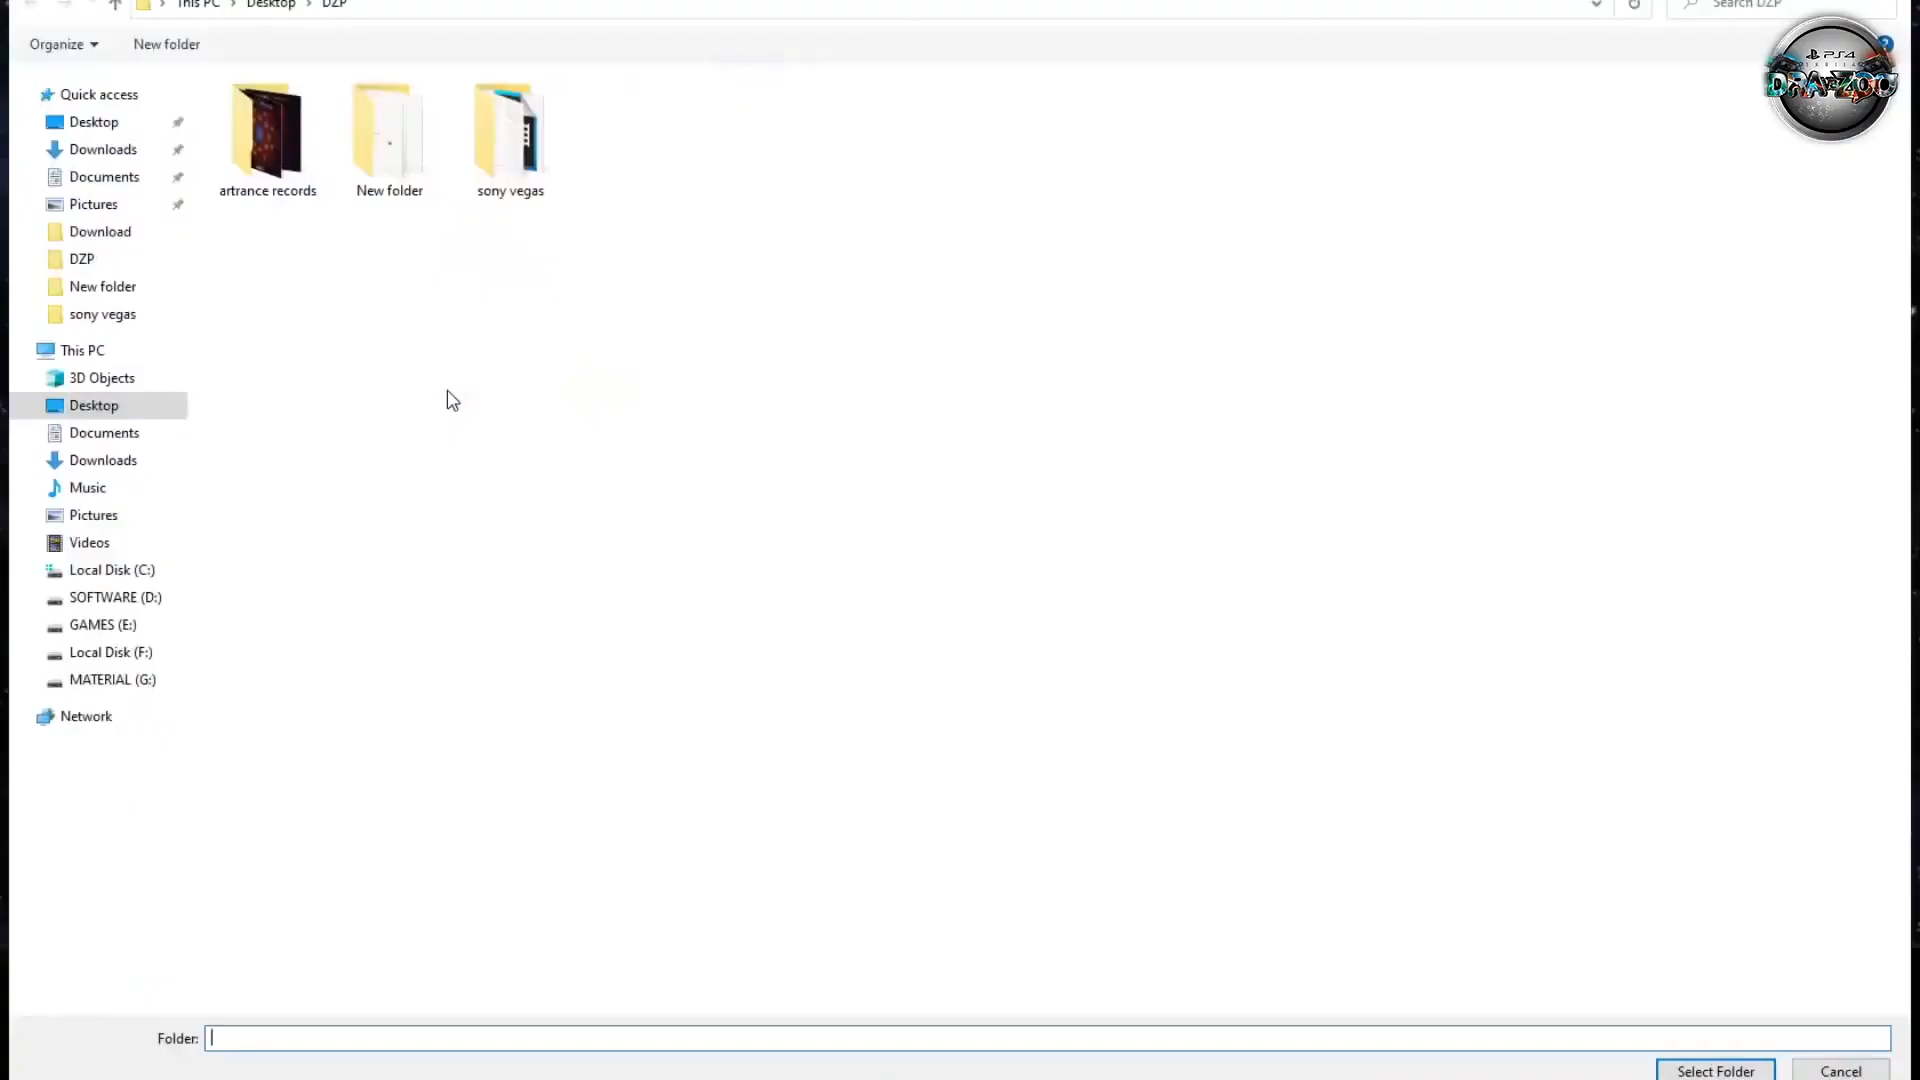 This PC > Desktop > DZP
Search DZP
Organize
New folder
?
PS4
Quick access
Desktop
Downloads
Documents
Pictures
Download
DZP
New folder
sony vegas
This PC
3D Objects
Desktop
Documents
Downloads
Music
Pictures
Videos
Local Disk (C:)
SOFTWARE (D:)
GAMES (E:)
Local Disk (F:)
MATERIAL (G:)
Network
artrance records
New folder
sony vegas
Folder:
Select Folder
Cancel